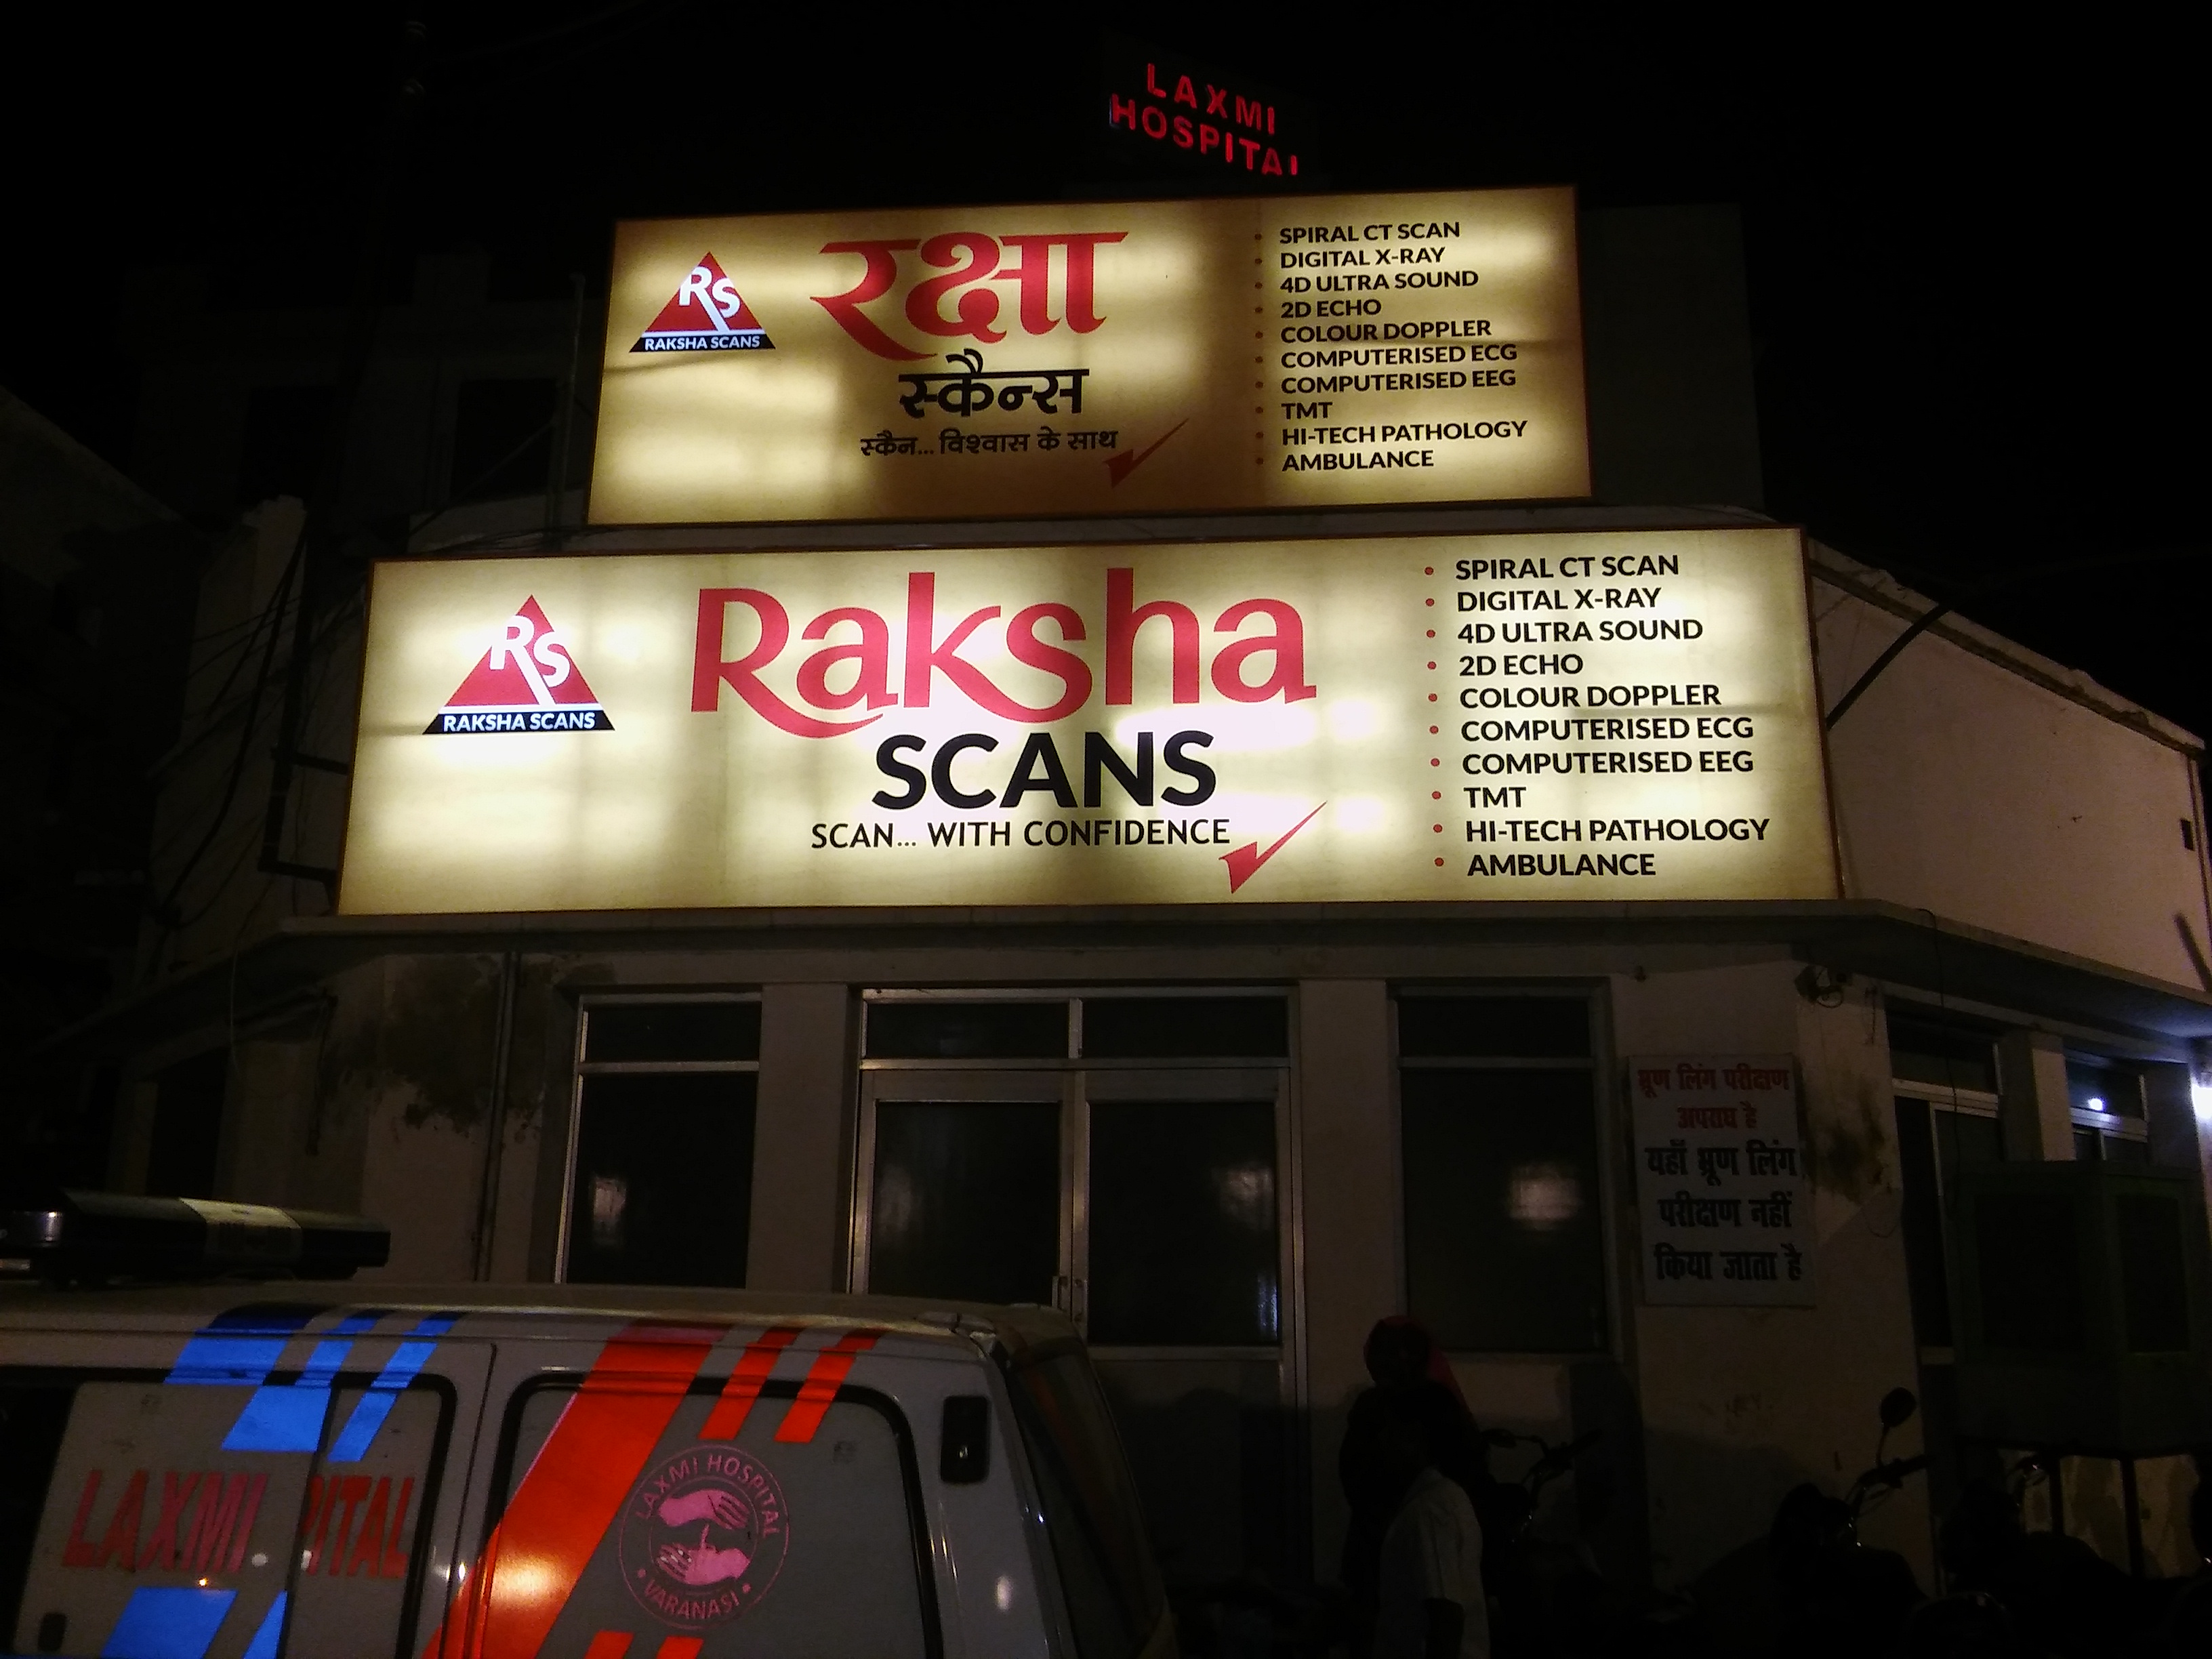 LAXMI
HOSPITAL
RS
RAKSHA SCANS
रक्षा
स्कैन्स
स्कैन... विश्वास के साथ
SPIRAL CT SCAN
DIGITAL X-RAY
4D ULTRA SOUND
2D ECHO
COLOUR DOPPLER
COMPUTERISED ECG
COMPUTERISED EEG
TMT
HI-TECH PATHOLOGY
AMBULANCE
RS
RAKSHA SCANS
Raksha
SCANS
SCAN... WITH CONFIDENCE
SPIRAL CT SCAN
DIGITAL X-RAY
4D ULTRA SOUND
2D ECHO
COLOUR DOPPLER
COMPUTERISED ECG
COMPUTERISED EEG
TMT
HI-TECH PATHOLOGY
AMBULANCE
भ्रूण लिंग परीक्षण
अपराध है
यहाँ भ्रूण लिंग
परीक्षण नहीं
किया जाता है
LAXMI PITAL
LAXMI HOSPITAL
VARANASI